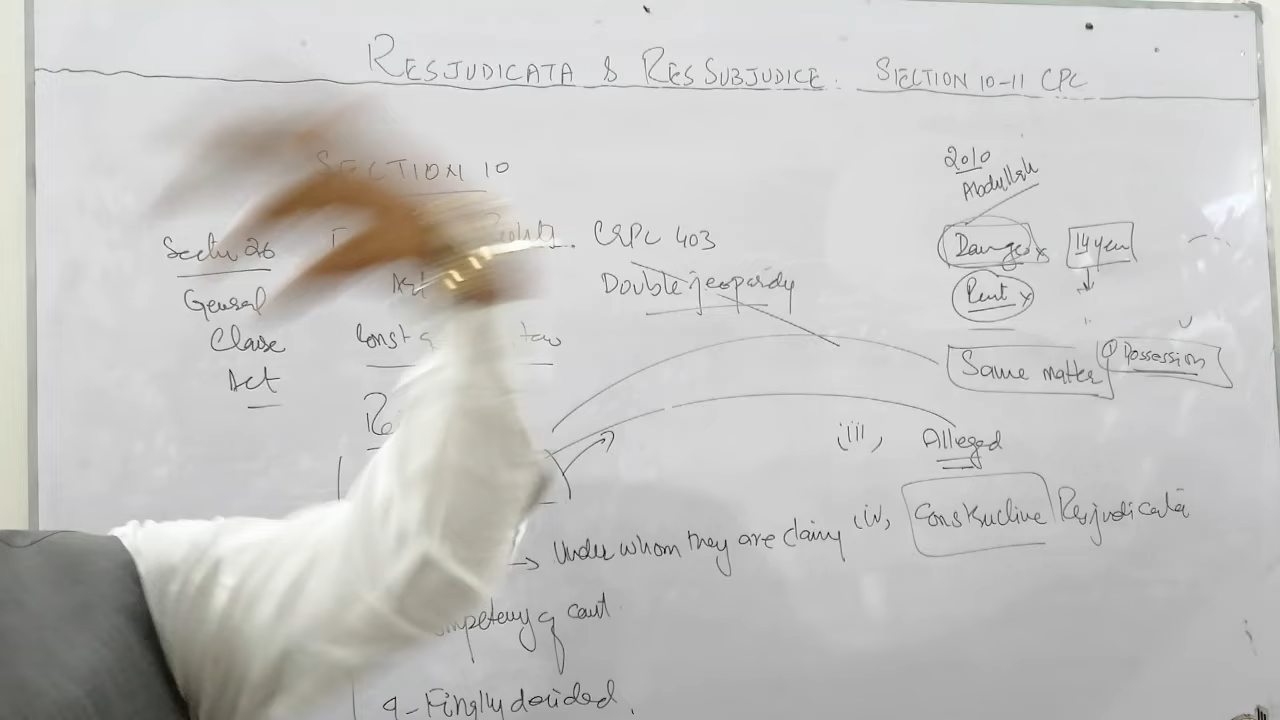 RESJUDICATA & RES SUBJUDICE. SECTION 10-11 CPC
SECTION 10
2010
Abdullah
Section 26
CRPC 403
General
Double jeopardy
Clause
Act
Const
law
Damages x
14 year
Rent x
Same matter
Possession
(iii)
Alleged
→ Under whom they are claimg
(iv) Constructive Resjudicata
of court
4- Finally decided.